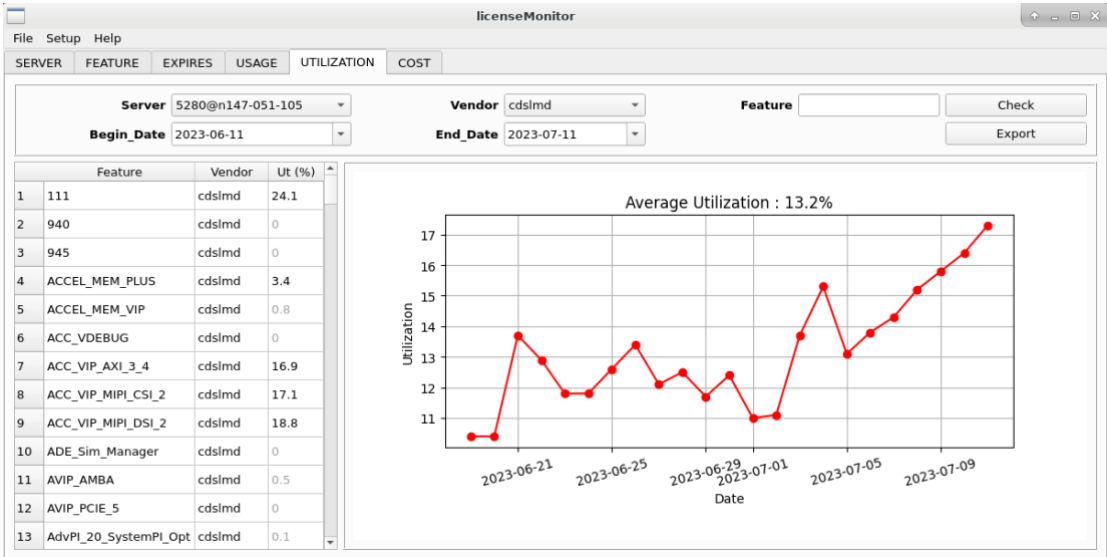 licenseMonitor
File Setup Help
SERVER FEATURE EXPIRES USAGE UTILIZATION COST
Server 5280@n147-051-105 Vendor cdslmd Feature Check
Begin_Date 2023-06-11 End_Date 2023-07-11 Export
Feature Vendor Ut (%)
1 111 cdslmd 24.1
2 940 cdslmd 0
3 945 cdslmd 0
4 ACCEL_MEM_PLUS cdslmd 3.4
5 ACCEL_MEM_VIP cdslmd 0.8
6 ACC_VDEBUG cdslmd 0
7 ACC_VIP_AXI_3_4 cdslmd 16.9
8 ACC_VIP_MIPI_CSI_2 cdslmd 17.1
9 ACC_VIP_MIPI_DSI_2 cdslmd 18.8
10 ADE_Sim_Manager cdslmd 0
11 AVIP_AMBA cdslmd 0.5
12 AVIP_PCIE_5 cdslmd 0
13 AdvPI_20_SystemPI_Opt cdslmd 0.1
Average Utilization : 13.2%
Utilization
17
16
15
14
13
12
11
2023-06-21 2023-06-25 2023-06-29 2023-07-01 2023-07-05 2023-07-09
Date